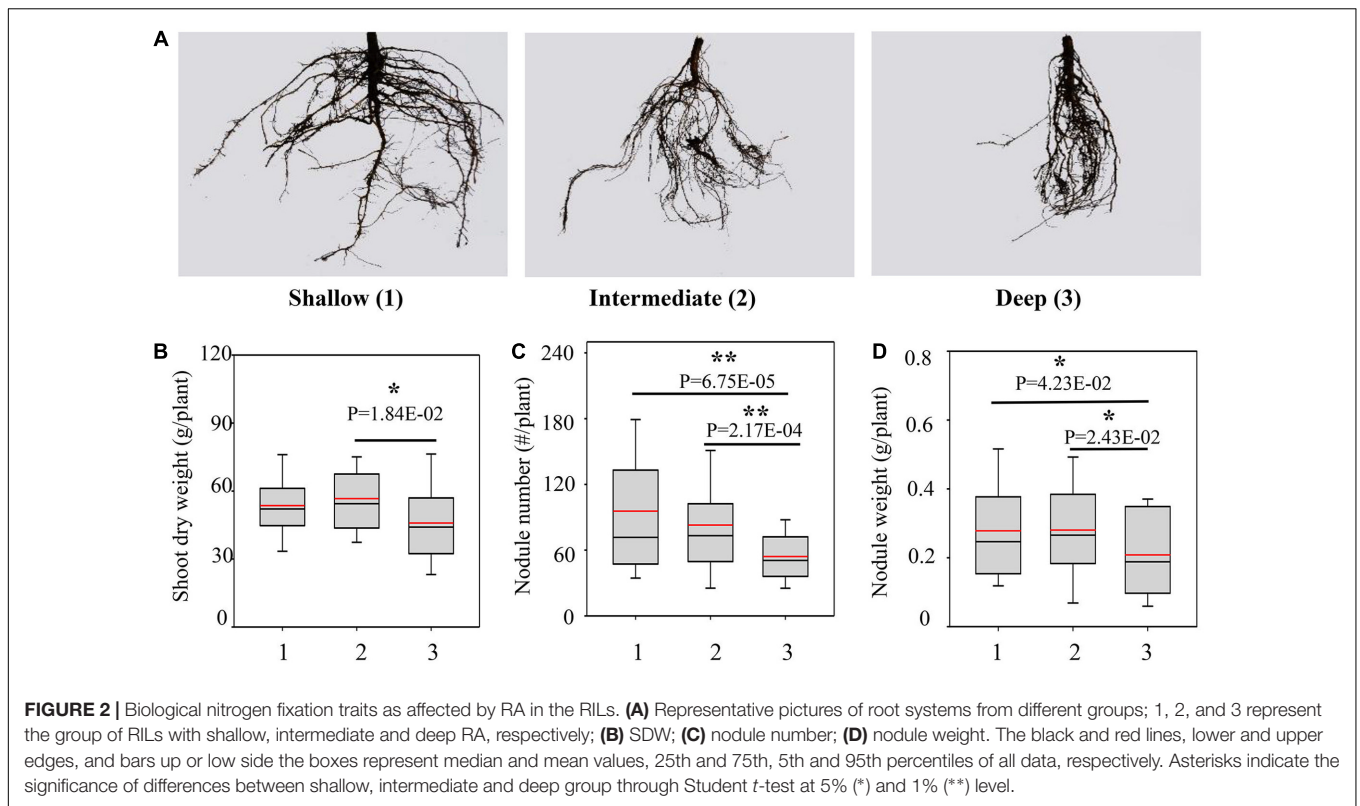 A
Shallow (1)
Intermediate (2)
Deep (3)
B
Shoot dry weight (g/plant)
120
90
60
30
0
*
P=1.84E-02
1
2
3
C
Nodule number (#/plant)
240
180
120
60
0
**
P=6.75E-05
**
P=2.17E-04
1
2
3
D
Nodule weight (g/plant)
0.8
0.6
0.4
0.2
0
*
P=4.23E-02
*
P=2.43E-02
1
2
3
FIGURE 2 | Biological nitrogen fixation traits as affected by RA in the RILs. (A) Representative pictures of root systems from different groups; 1, 2, and 3 represent
the group of RILs with shallow, intermediate and deep RA, respectively; (B) SDW; (C) nodule number; (D) nodule weight. The black and red lines, lower and upper
edges, and bars up or low side the boxes represent median and mean values, 25th and 75th, 5th and 95th percentiles of all data, respectively. Asterisks indicate the
significance of differences between shallow, intermediate and deep group through Student t-test at 5% (*) and 1% (**) level.